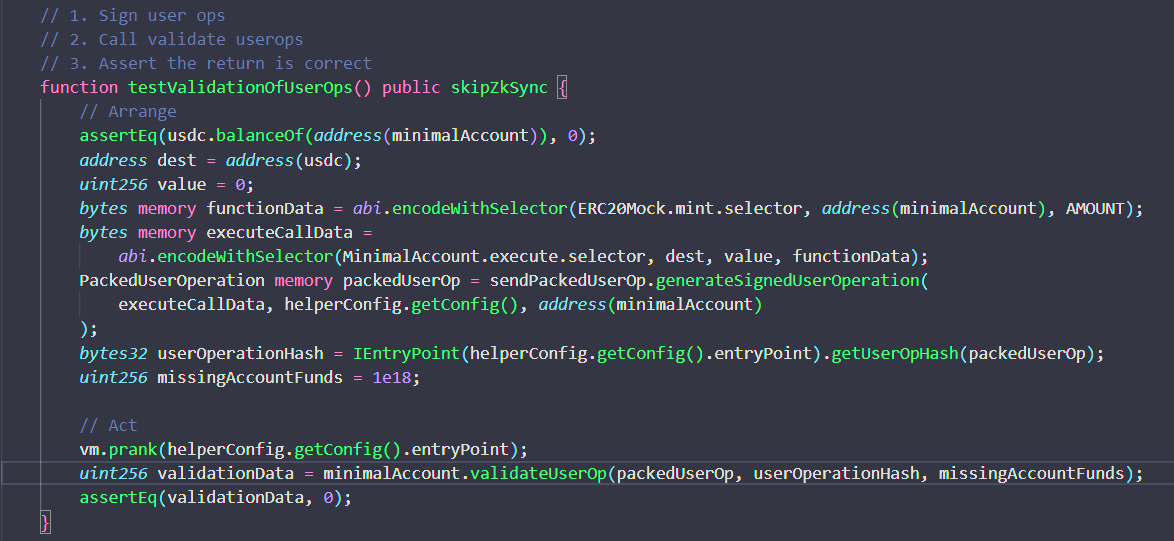 // 1. Sign user ops
// 2. Call validate userops
// 3. Assert the return is correct
function testValidationOfUserOps() public skipZkSync {
// Arrange
assertEq(usdc.balanceOf(address(minimalAccount)), 0);
address dest = address(usdc);
uint256 value = 0;
bytes memory functionData = abi.encodeWithSelector(ERC20Mock.mint.selector, address(minimalAccount), AMOUNT);
bytes memory executeCallData =
abi.encodeWithSelector(MinimalAccount.execute.selector, dest, value, functionData);
PackedUserOperation memory packedUserOp = sendPackedUserOp.generateSignedUserOperation(
executeCallData, helperConfig.getConfig(), address(minimalAccount)
);
bytes32 userOperationHash = IEntryPoint(helperConfig.getConfig().entryPoint).getUserOpHash(packedUserOp);
uint256 missingAccountFunds = 1e18;
// Act
vm.prank(helperConfig.getConfig().entryPoint);
uint256 validationData = minimalAccount.validateUserOp(packedUserOp, userOperationHash, missingAccountFunds);
assertEq(validationData, 0);
}